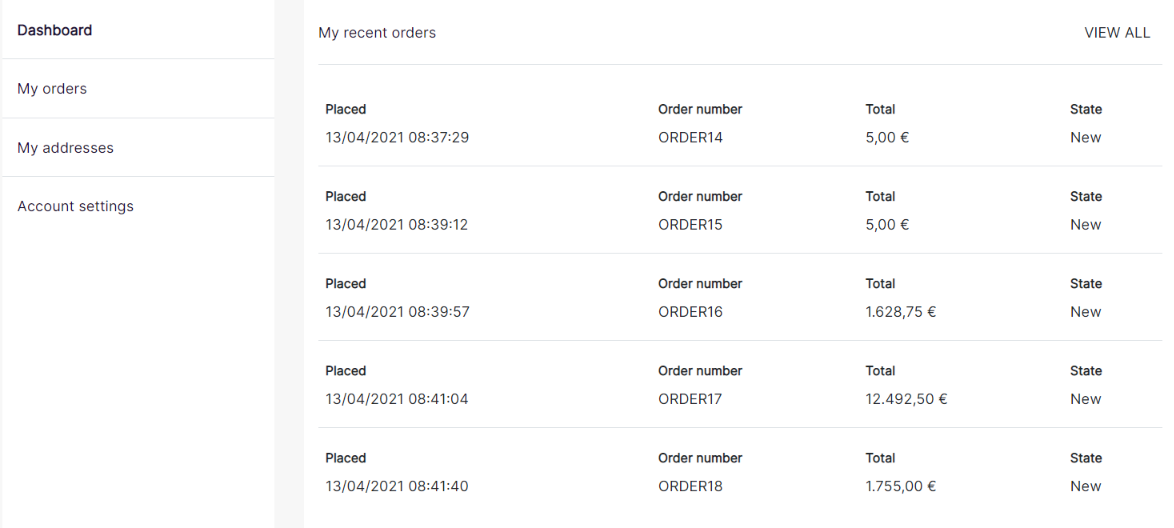 Dashboard
My orders
My addresses
Account settings
My recent orders VIEW ALL
Placed Order number Total State
13/04/2021 08:37:29 ORDER14 5,00 € New
Placed Order number Total State
13/04/2021 08:39:12 ORDER15 5,00 € New
Placed Order number Total State
13/04/2021 08:39:57 ORDER16 1.628,75 € New
Placed Order number Total State
13/04/2021 08:41:04 ORDER17 12.492,50 € New
Placed Order number Total State
13/04/2021 08:41:40 ORDER18 1.755,00 € New